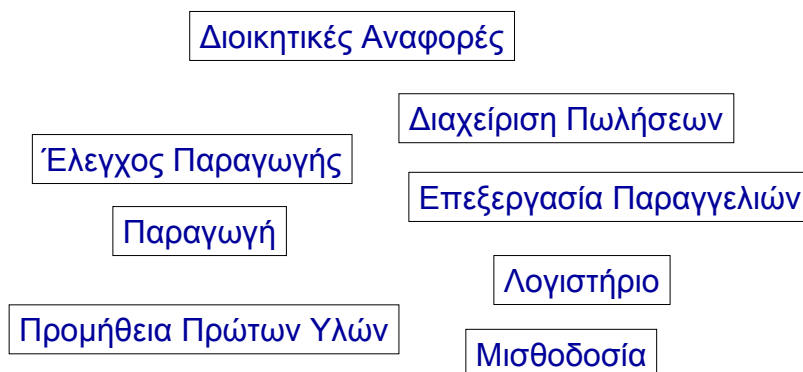 Διοικητικές Αναφορές
Διαχείριση Πωλήσεων
Έλεγχος Παραγωγής
Επεξεργασία Παραγγελιών
Παραγωγή
Λογιστήριο
Προμήθεια Πρώτων Υλών
Μισθοδοσία